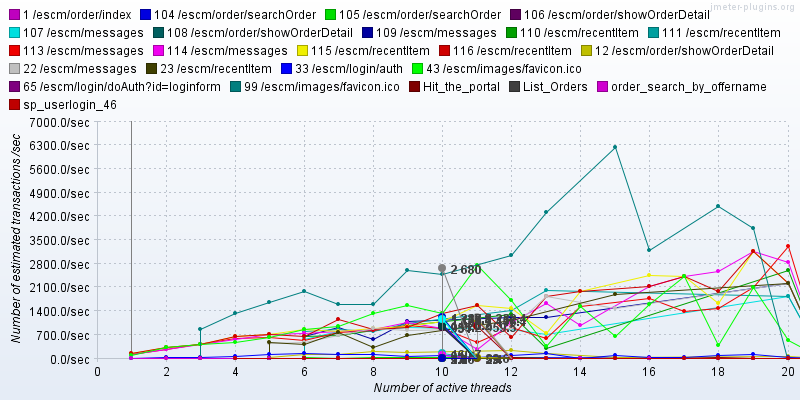 jmeter-plugins.org
1 /escm/order/index 104 /escm/order/searchOrder 105 /escm/order/searchOrder 106 /escm/order/showOrderDetail
107 /escm/messages 108 /escm/order/showOrderDetail 109 /escm/messages 110 /escm/recentItem 111 /escm/recentItem
113 /escm/messages 114 /escm/messages 115 /escm/recentItem 116 /escm/recentItem 12 /escm/order/showOrderDetail
22 /escm/messages 23 /escm/recentItem 33 /escm/login/auth 43 /escm/images/favicon.ico
65 /escm/login/doAuth?id=loginform 99 /escm/images/favicon.ico Hit_the_portal List_Orders order_search_by_offername
sp_userlogin_46
Number of estimated transactions /sec
7000.0/sec
6300.0/sec
5600.0/sec
4900.0/sec
4200.0/sec
3500.0/sec
2800.0/sec
2100.0/sec
1400.0/sec
700.0/sec
0.0/sec
2 680
0 2 4 6 8 10 12 14 16 18 20
Number of active threads